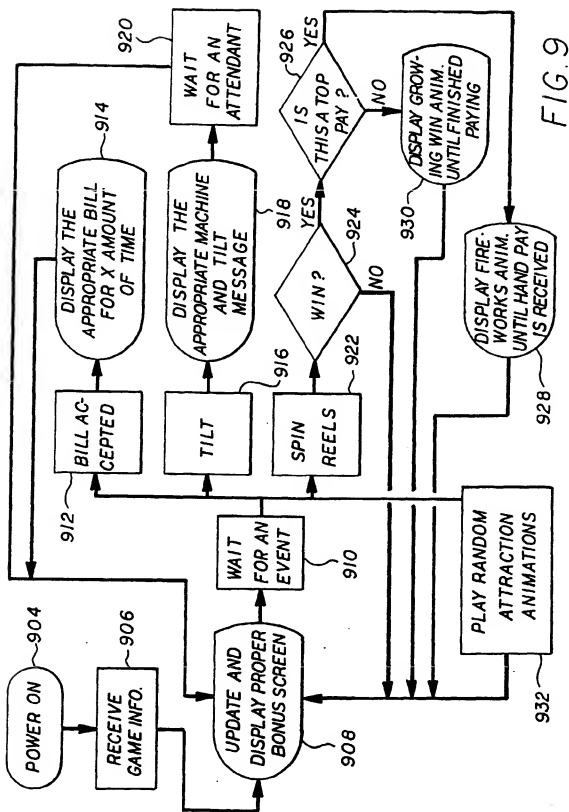 904
POWER ON
906
RECEIVE
GAME INFO.
UPDATE AND
DISPLAY PROPER
BONUS SCREEN
908
WAIT
FOR AN
EVENT
910
912
BILL AC-
CEPTED
DISPLAY THE
APPROPRIATE BILL
FOR X AMOUNT
OF TIME
914
TILT
916
DISPLAY THE
APPROPRIATE MACHINE
AND TILT
MESSAGE
918
WAIT
FOR AN
ATTENDANT
920
SPIN
REELS
922
WIN?
924
YES
NO
IS
THIS A TOP
PAY?
926
YES
NO
DISPLAY GROW-
ING WIN ANIM.
UNTIL FINISHED
PAYING
930
DISPLAY FIRE-
WORKS ANIM.
UNTIL HAND PAY
IS RECEIVED
928
PLAY RANDOM
ATTRACTION
ANIMATIONS
932
FIG. 9